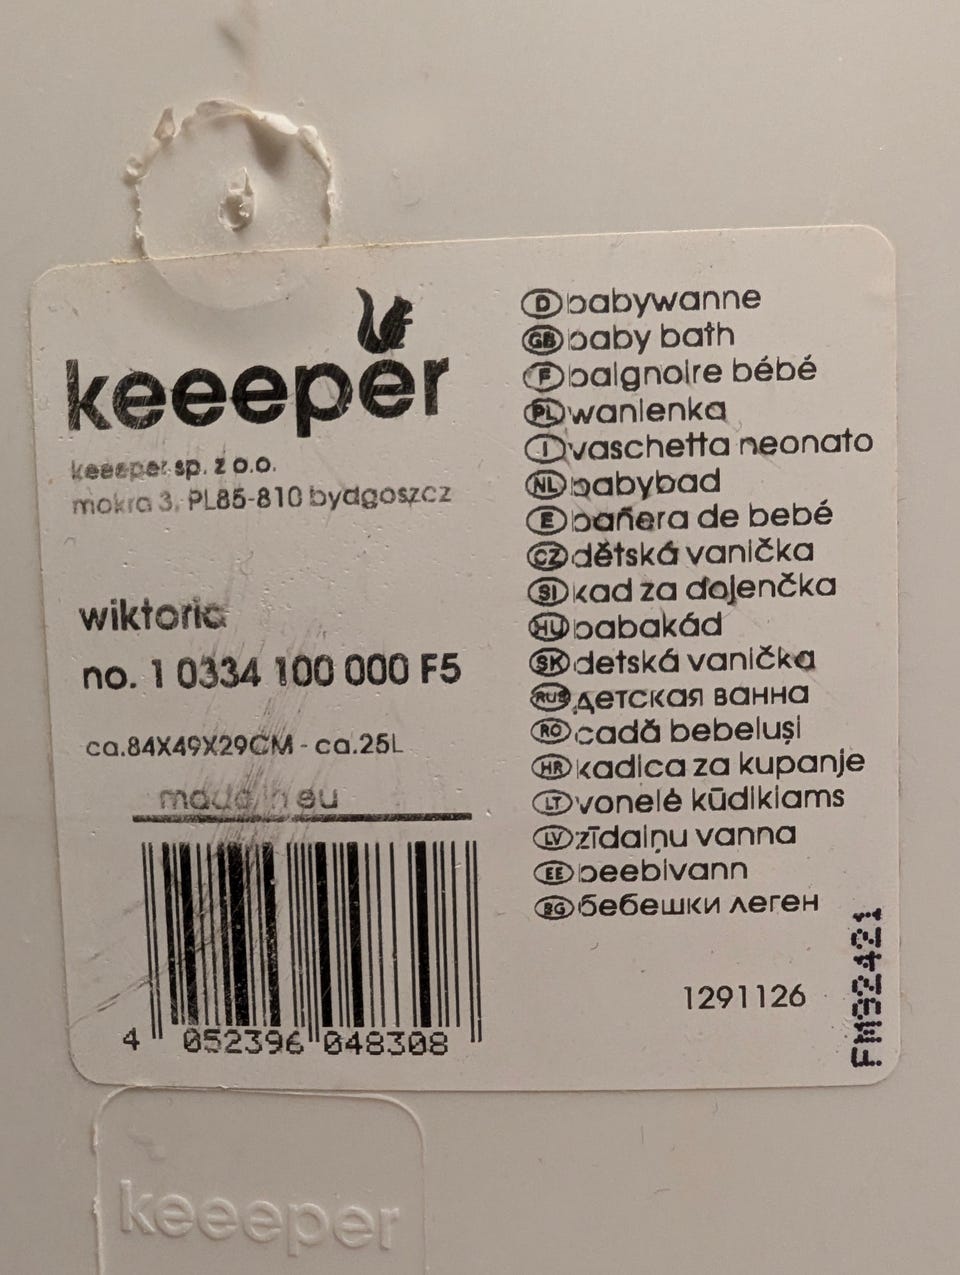 keeeper
keeeper sp. z o.o.
mokra 3, PL85-810 bydgoszcz
wiktoria
no. 1 0334 100 000 F5
ca.84X49X29CM - ca.25L
made in eu
4 052396 048308
D babywanne
GB baby bath
F baignoire bébé
PL wanienka
I vaschetta neonato
NL babybad
E bañera de bebé
CZ dětská vanička
SI kad za dojenčka
HU babakád
SK detská vanička
RUS детская ванна
RO cadă bebeluși
HR kadica za kupanje
LT vonelė kūdikiams
LV zīdaiņu vanna
EE beebivann
BG бебешки леген
1291126
FM92421
keeeper